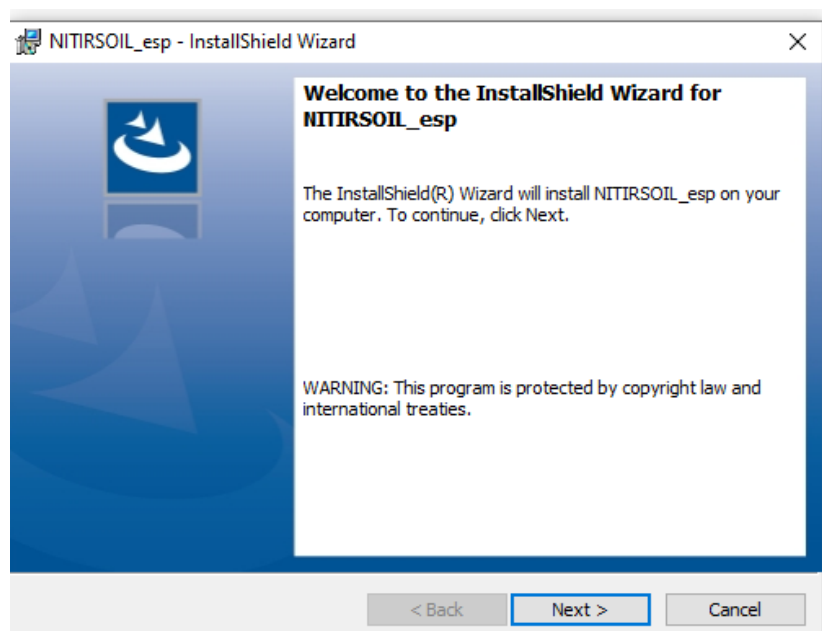 NITIRSOIL_esp - InstallShield Wizard
Welcome to the InstallShield Wizard for
NITIRSOIL_esp
The InstallShield(R) Wizard will install NITIRSOIL_esp on your
computer. To continue, click Next.
WARNING: This program is protected by copyright law and
international treaties.
< Back Next > Cancel